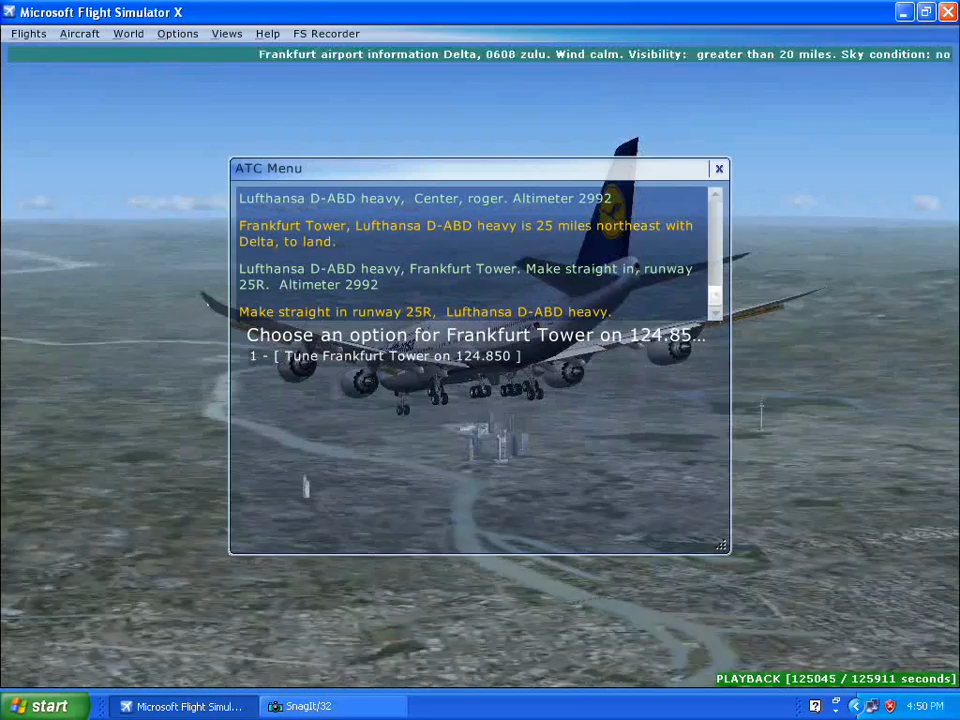 Microsoft Flight Simulator X
Flights Aircraft World Options Views Help FS Recorder
Frankfurt airport information Delta, 0608 zulu. Wind calm. Visibility: greater than 20 miles. Sky condition: no
ATC Menu
Lufthansa D-ABD heavy, Center, roger. Altimeter 2992
Frankfurt Tower, Lufthansa D-ABD heavy is 25 miles northeast with
Delta, to land.
Lufthansa D-ABD heavy, Frankfurt Tower. Make straight in, runway
25R. Altimeter 2992
Make straight in runway 25R, Lufthansa D-ABD heavy.
Choose an option for Frankfurt Tower on 124.85...
1 - [ Tune Frankfurt Tower on 124.850 ]
PLAYBACK [125045 / 125911 seconds]
start Microsoft Flight Simul... SnagIt/32 4:50 PM